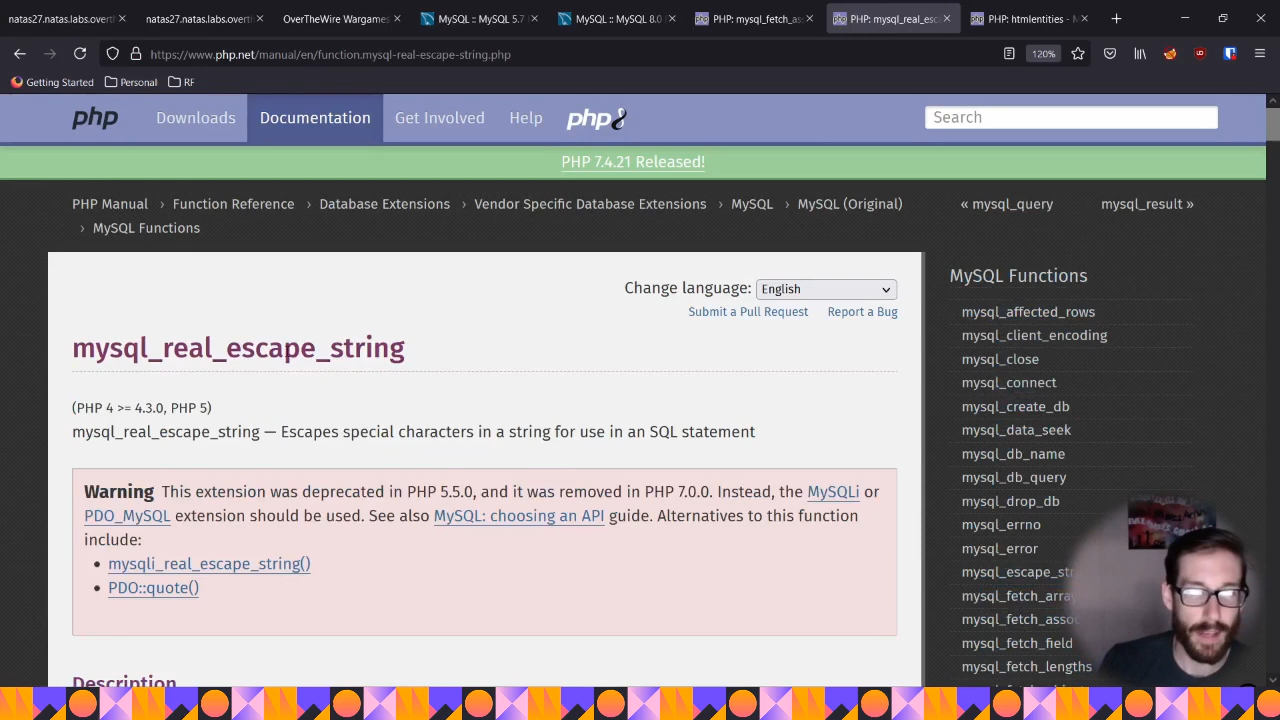 natas27.natas.labs.overtl
natas27.natas.labs.overtl
OverTheWire Wargames
MySQL :: MySQL 5.7
MySQL :: MySQL 8.0
PHP: mysql_fetch_as
PHP: mysql_real_esca
PHP: htmlentities - M
https://www.php.net/manual/en/function.mysql-real-escape-string.php
120%
Getting Started
Personal
RF
php
Downloads
Documentation
Get Involved
Help
php8
Search
PHP 7.4.21 Released!
PHP Manual › Function Reference › Database Extensions › Vendor Specific Database Extensions › MySQL › MySQL (Original)
› MySQL Functions
« mysql_query
mysql_result »
Change language: English
Submit a Pull Request
Report a Bug
mysql_real_escape_string
(PHP 4 >= 4.3.0, PHP 5)
mysql_real_escape_string — Escapes special characters in a string for use in an SQL statement
Warning This extension was deprecated in PHP 5.5.0, and it was removed in PHP 7.0.0. Instead, the MySQLi or
PDO_MySQL extension should be used. See also MySQL: choosing an API guide. Alternatives to this function
include:
• mysqli_real_escape_string()
• PDO::quote()
Description
MySQL Functions
mysql_affected_rows
mysql_client_encoding
mysql_close
mysql_connect
mysql_create_db
mysql_data_seek
mysql_db_name
mysql_db_query
mysql_drop_db
mysql_errno
mysql_error
mysql_escape_str
mysql_fetch_array
mysql_fetch_asso
mysql_fetch_field
mysql_fetch_lengths